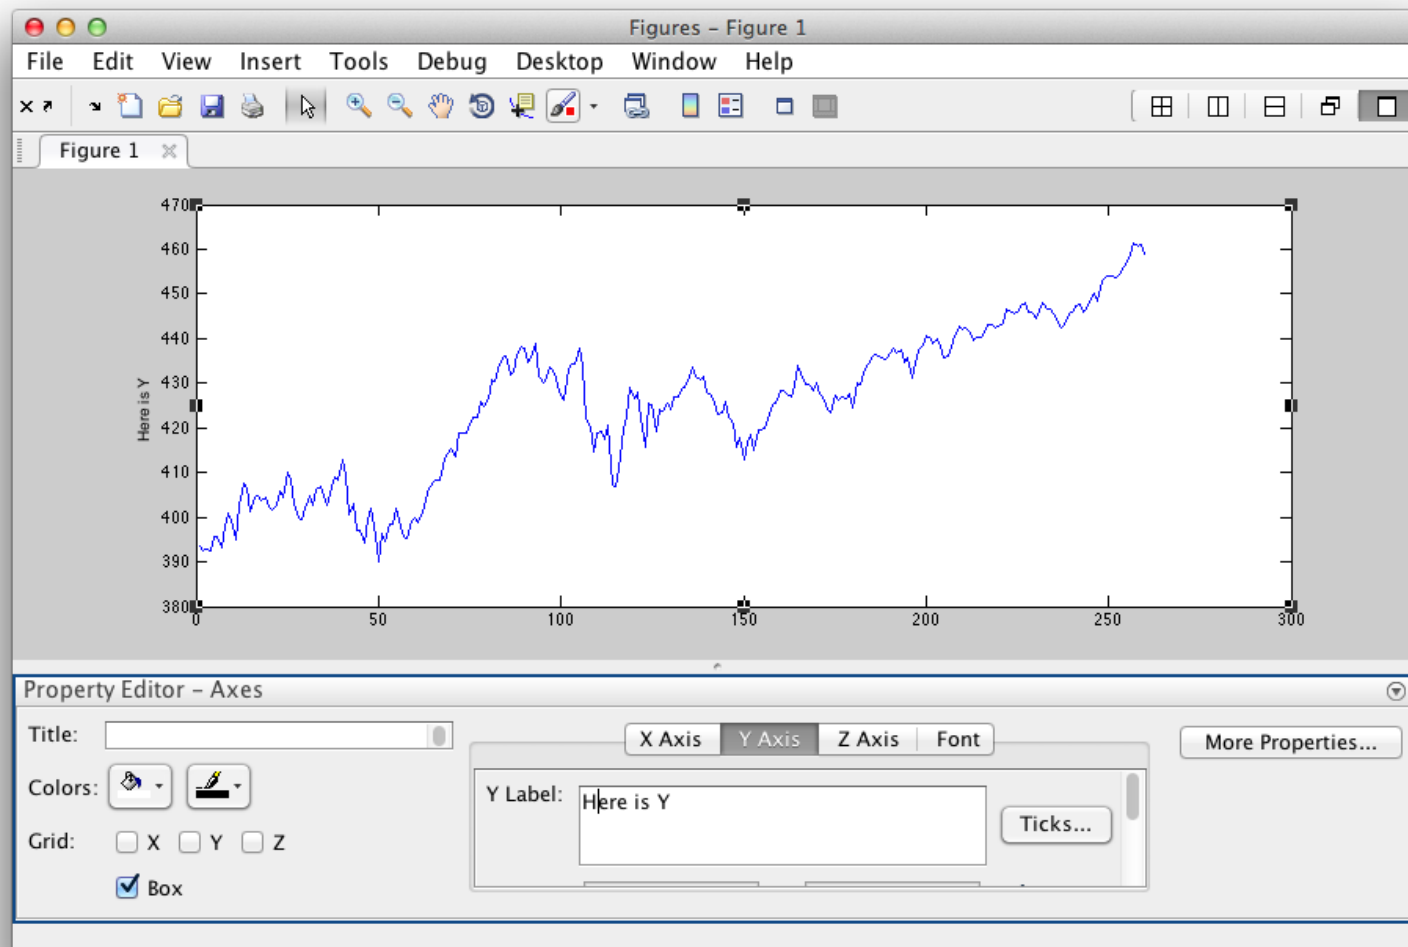 Figures – Figure 1
File Edit View Insert Tools Debug Desktop Window Help
Figure 1
470
460
450
440
430
420
410
400
390
380
Here is Y
0 50 100 150 200 250 300
Property Editor – Axes
Title:
X Axis Y Axis Z Axis Font
More Properties...
Colors:
Y Label: Here is Y
Ticks...
Grid: X Y Z
Box